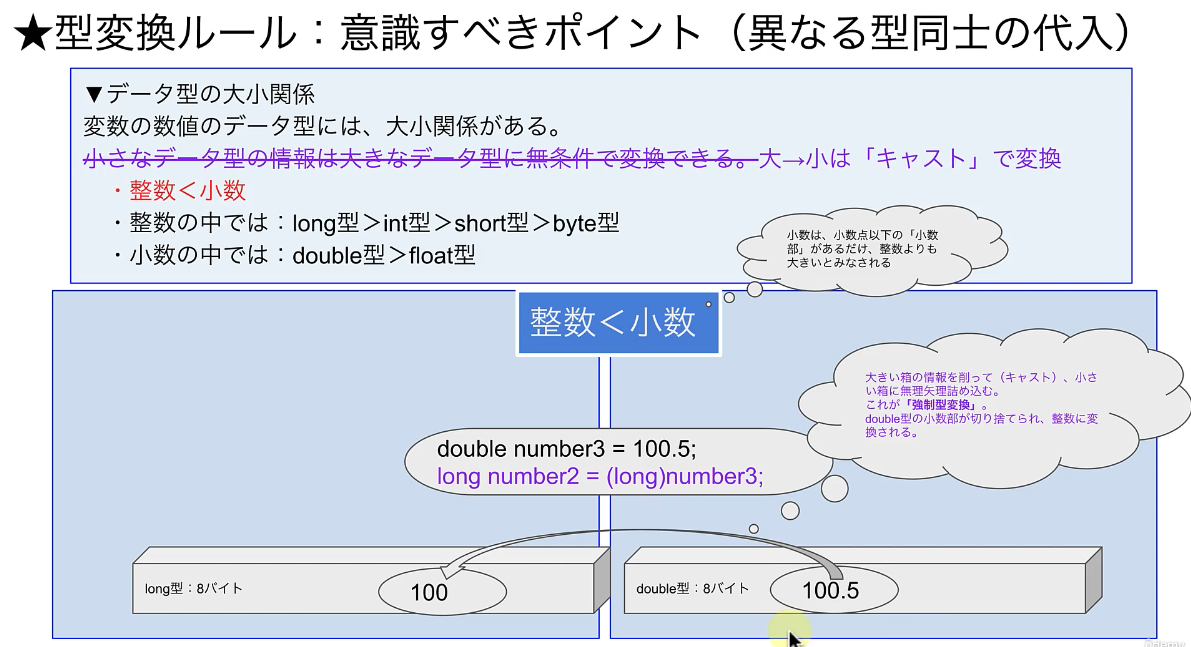 ★型変換ルール：意識すべきポイント（異なる型同士の代入）
▼データ型の大小関係
変数の数値のデータ型には、大小関係がある。
小さなデータ型の情報は大きなデータ型に無条件で変換できる。大→小は「キャスト」で変換
・整数＜小数
・整数の中では：long型＞int型＞short型＞byte型
・小数の中では：double型＞float型
小数は、小数点以下の「小数
部」があるだけ、整数よりも
大きいとみなされる
整数＜小数
大きい箱の情報を削って（キャスト）、小さ
い箱に無理矢理詰め込む。
これが「強制型変換」。
double型の小数部が切り捨てられ、整数に変
換される。
double number3 = 100.5;
long number2 = (long)number3;
long型：8バイト
100
double型：8バイト
100.5
Udemy